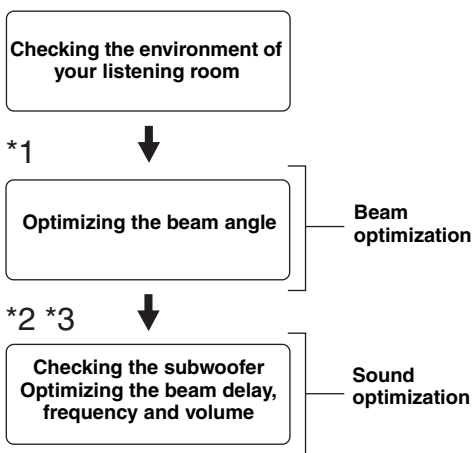 Checking the environment of
your listening room
*1
Optimizing the beam angle
Beam
optimization
*2 *3
Checking the subwoofer
Optimizing the beam delay,
frequency and volume
Sound
optimization